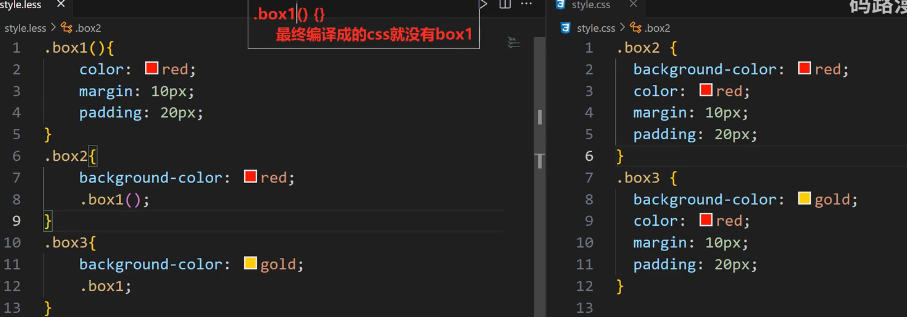 style.less
style.less > .box2
.box1() {}
最终编译成的css就没有box1
1 .box1(){
2 color: red;
3 margin: 10px;
4 padding: 20px;
5 }
6 .box2{
7 background-color: red;
8 .box1();
9 }
10 .box3{
11 background-color: gold;
12 .box1;
13 }
style.css
码路漫
style.css > .box2
1 .box2 {
2 background-color: red;
3 color: red;
4 margin: 10px;
5 padding: 20px;
6 }
7 .box3 {
8 background-color: gold;
9 color: red;
10 margin: 10px;
11 padding: 20px;
12 }
13